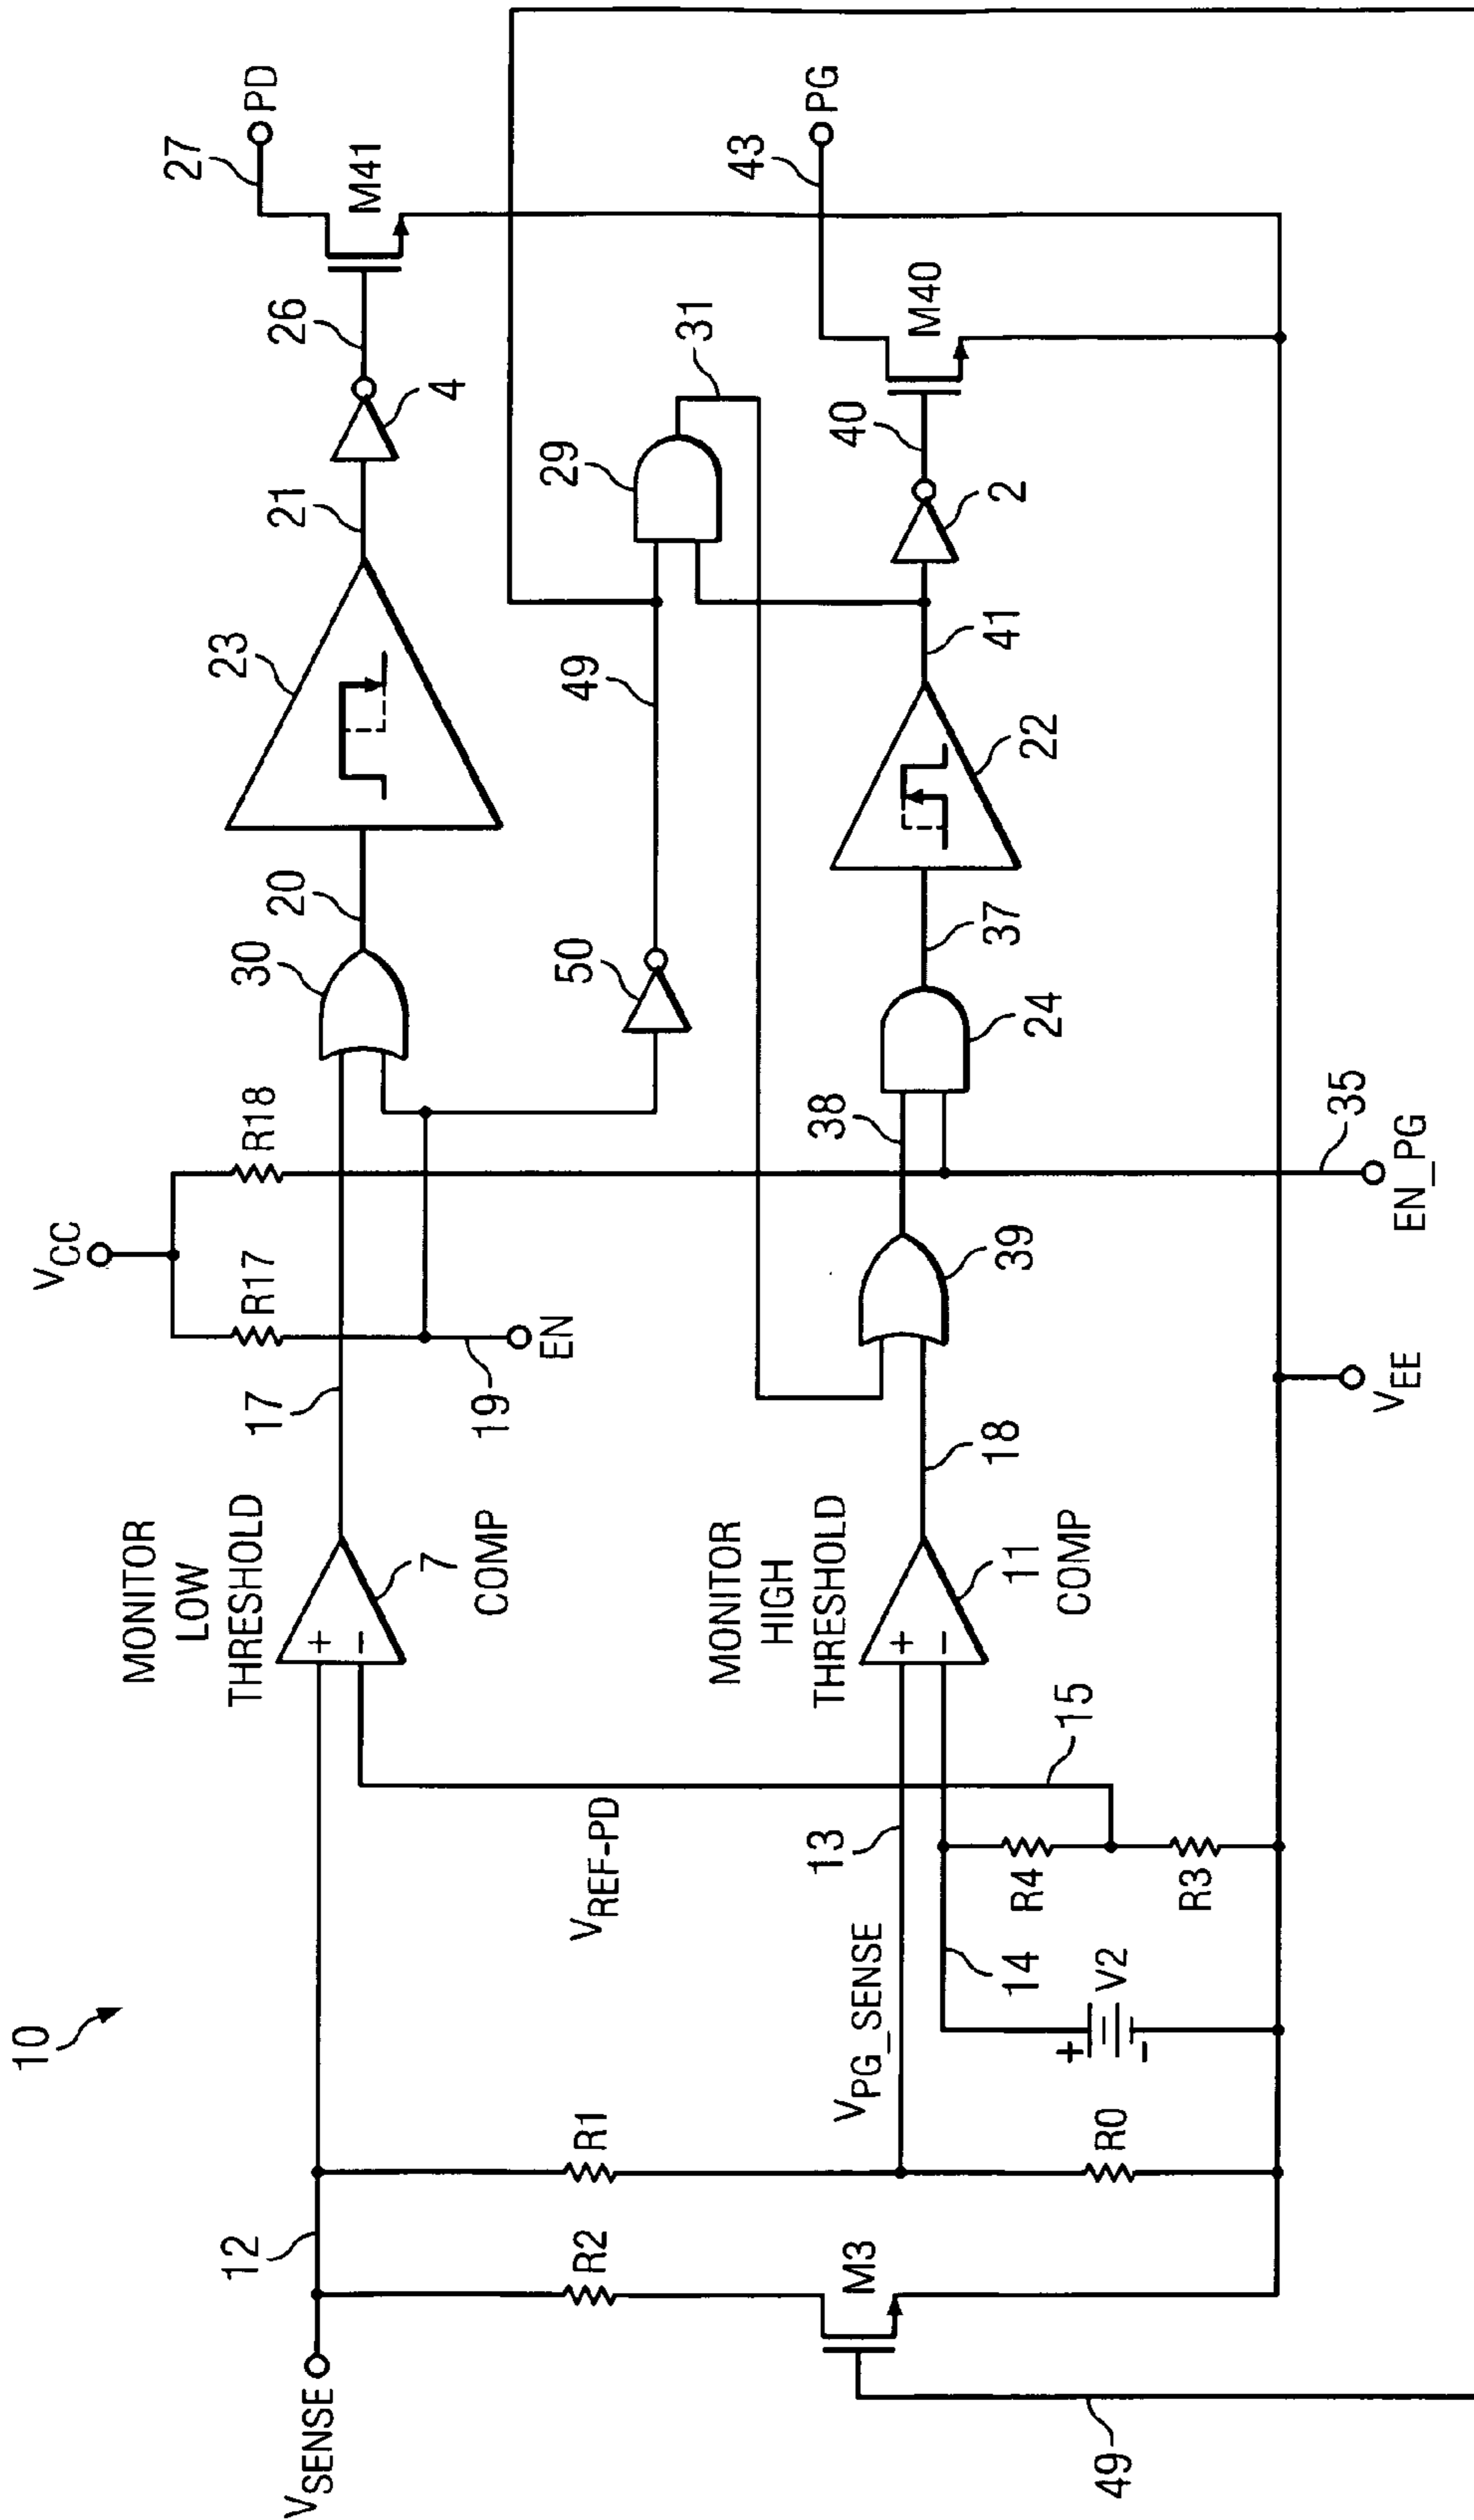 10
VCC
VSENSE
12
R2
R1
M3
49
VPG_SENSE
13
R0
V2
+
-
14
R4
R3
15
VREF-PD
MONITOR
LOW
THRESHOLD
+
-
7
COMP
MONITOR
HIGH
THRESHOLD
+
-
11
COMP
17
18
19
EN
R17
R18
39
38
VEE
EN_PG
35
30
20
50
49
24
37
23
22
21
41
29
31
4
26
2
40
M41
M40
27
PD
43
PG